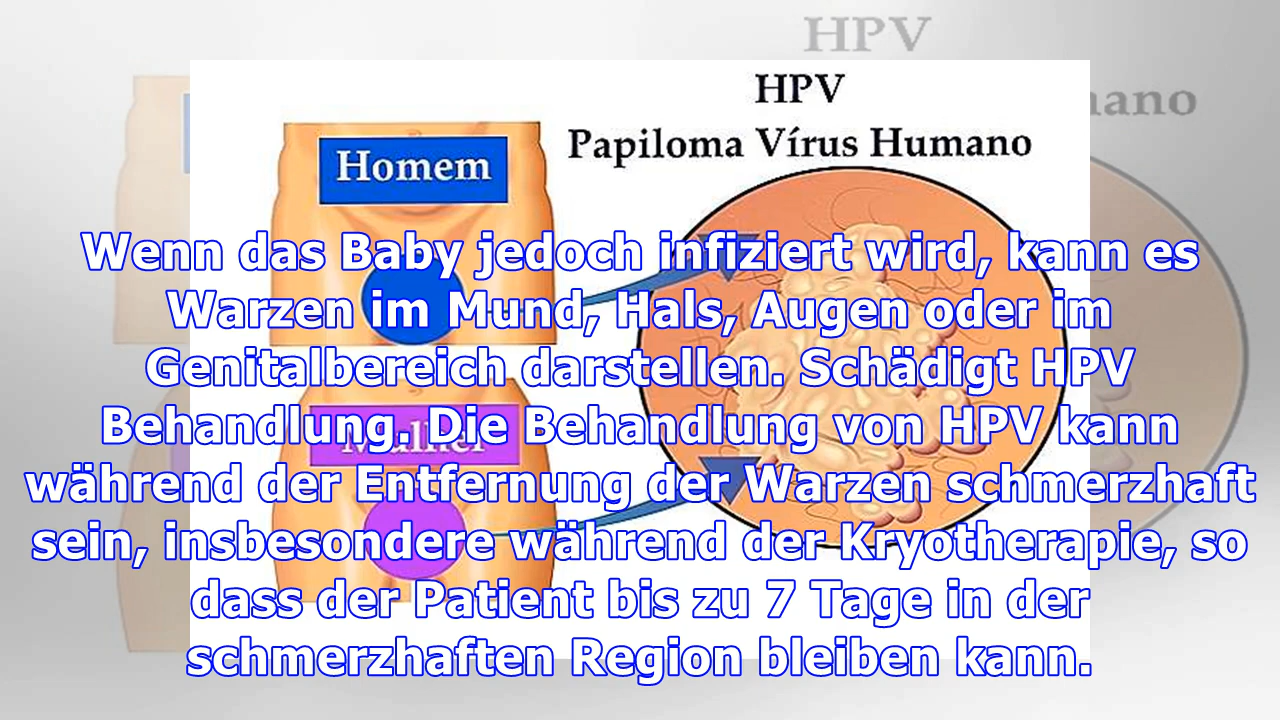 HPV
HPV
Papiloma Vírus Humano
mano
Homem
Wenn das Baby jedoch infiziert wird, kann es
Warzen im Mund, Hals, Augen oder im
Genitalbereich darstellen. Schädigt HPV
Behandlung. Die Behandlung von HPV kann
Mulher
während der Entfernung der Warzen schmerzhaft
sein, insbesondere während der Kryotherapie, so
dass der Patient bis zu 7 Tage in der
schmerzhaften Region bleiben kann.